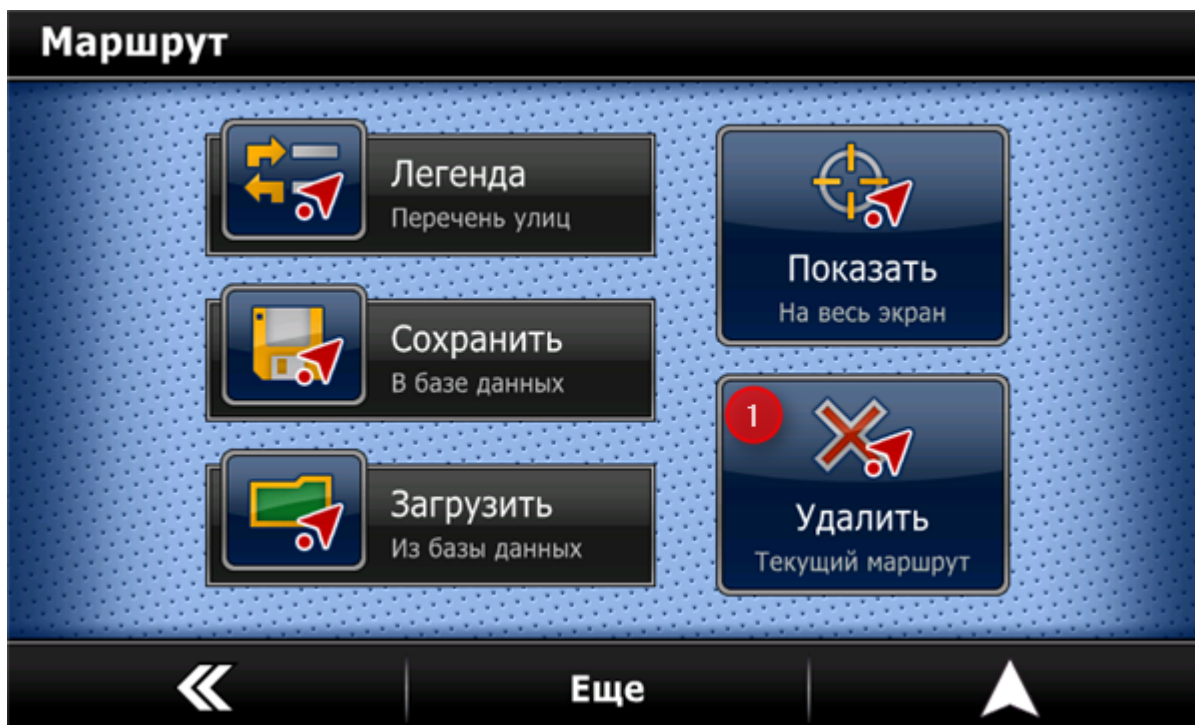 Маршрут
Легенда
Перечень улиц
Показать
На весь экран
Сохранить
В базе данных
1
Удалить
Текущий маршрут
Загрузить
Из базы данных
Еще